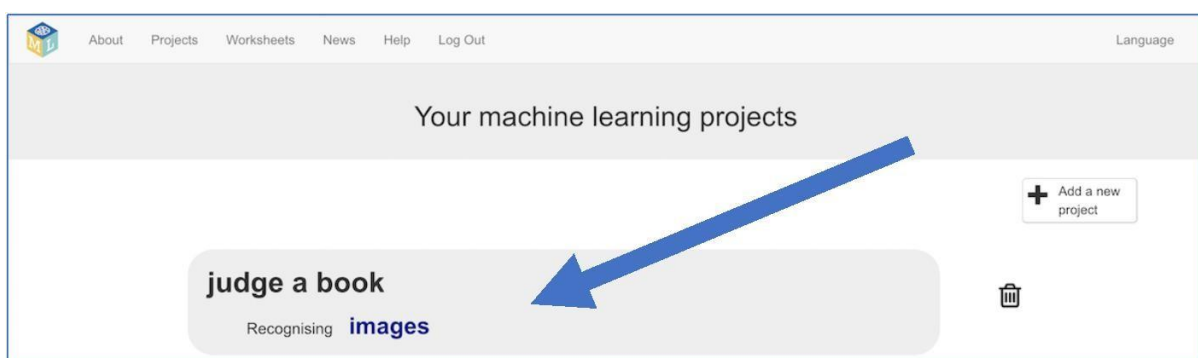 M L
About Projects Worksheets News Help Log Out Language
Your machine learning projects
Add a new
project
judge a book
Recognising images